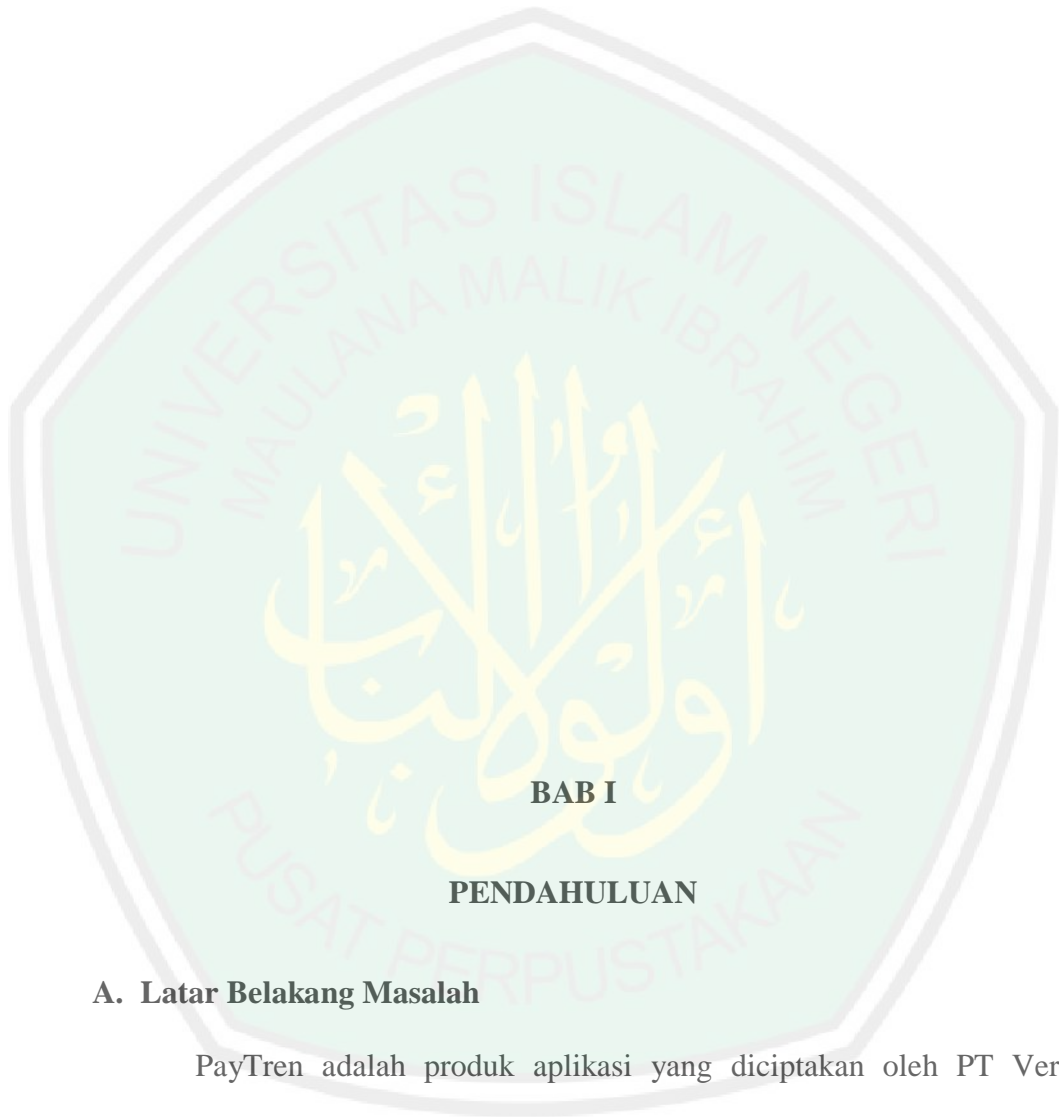 UNIVERSITAS ISLAM NEGERI
MAULANA MALIK IBRAHIM
BAB I
PENDAHULUAN
PUSAT PERPUSTAKAAN
A. Latar Belakang Masalah
PayTren adalah produk aplikasi yang diciptakan oleh PT Ver